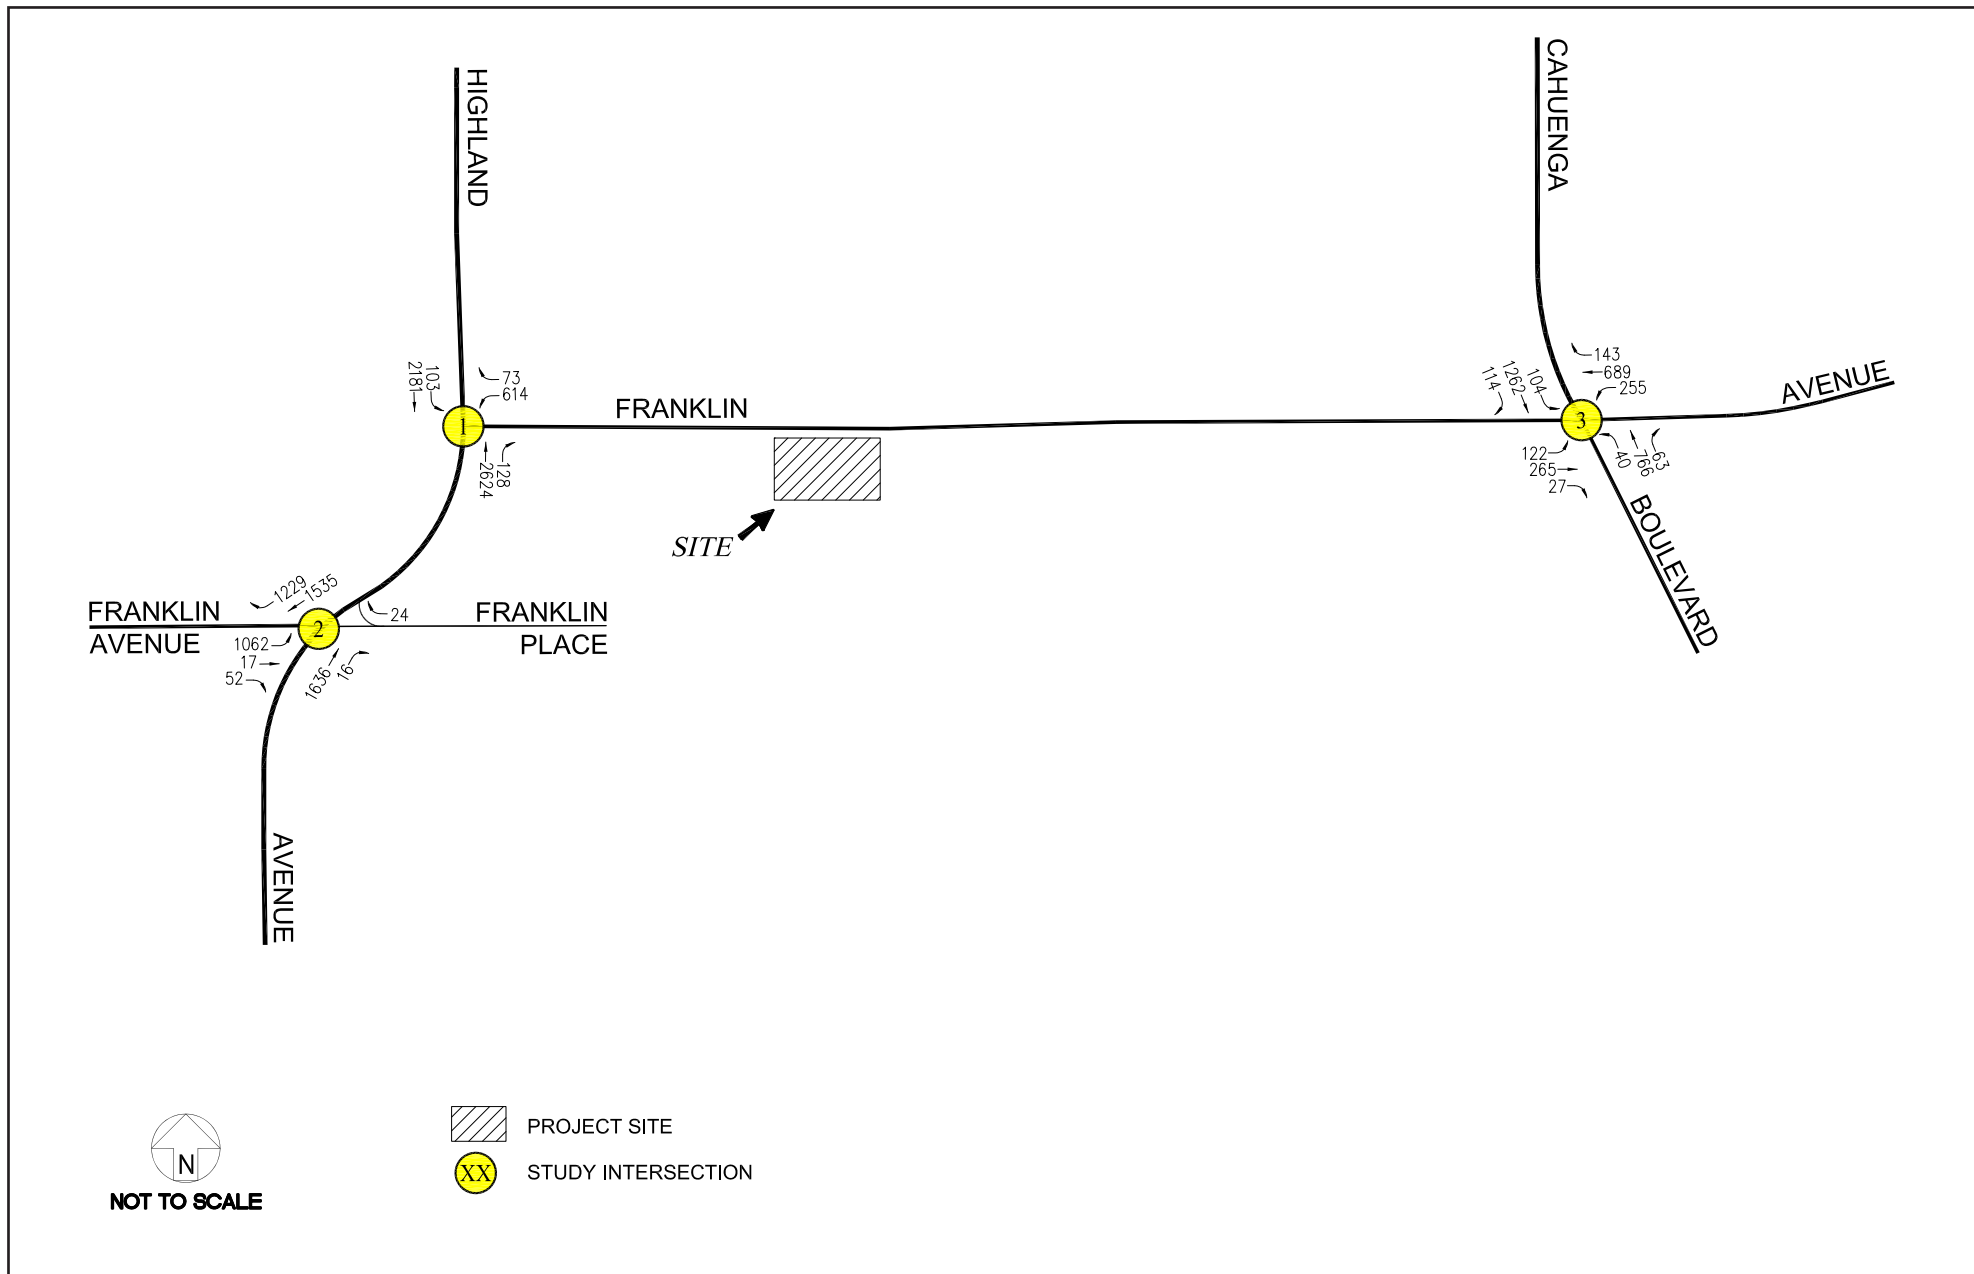 HIGHLAND
CAHUENGA
2181
103
73
614
1
FRANKLIN
2624
128
114
1262
104
143
689
255
3
AVENUE
122
265
27
40
766
63
BOULEVARD
SITE
1229
1535
FRANKLIN
AVENUE
2
24
FRANKLIN
PLACE
1062
17
52
1636
16
AVENUE
N
NOT TO SCALE
PROJECT SITE
XX
STUDY INTERSECTION